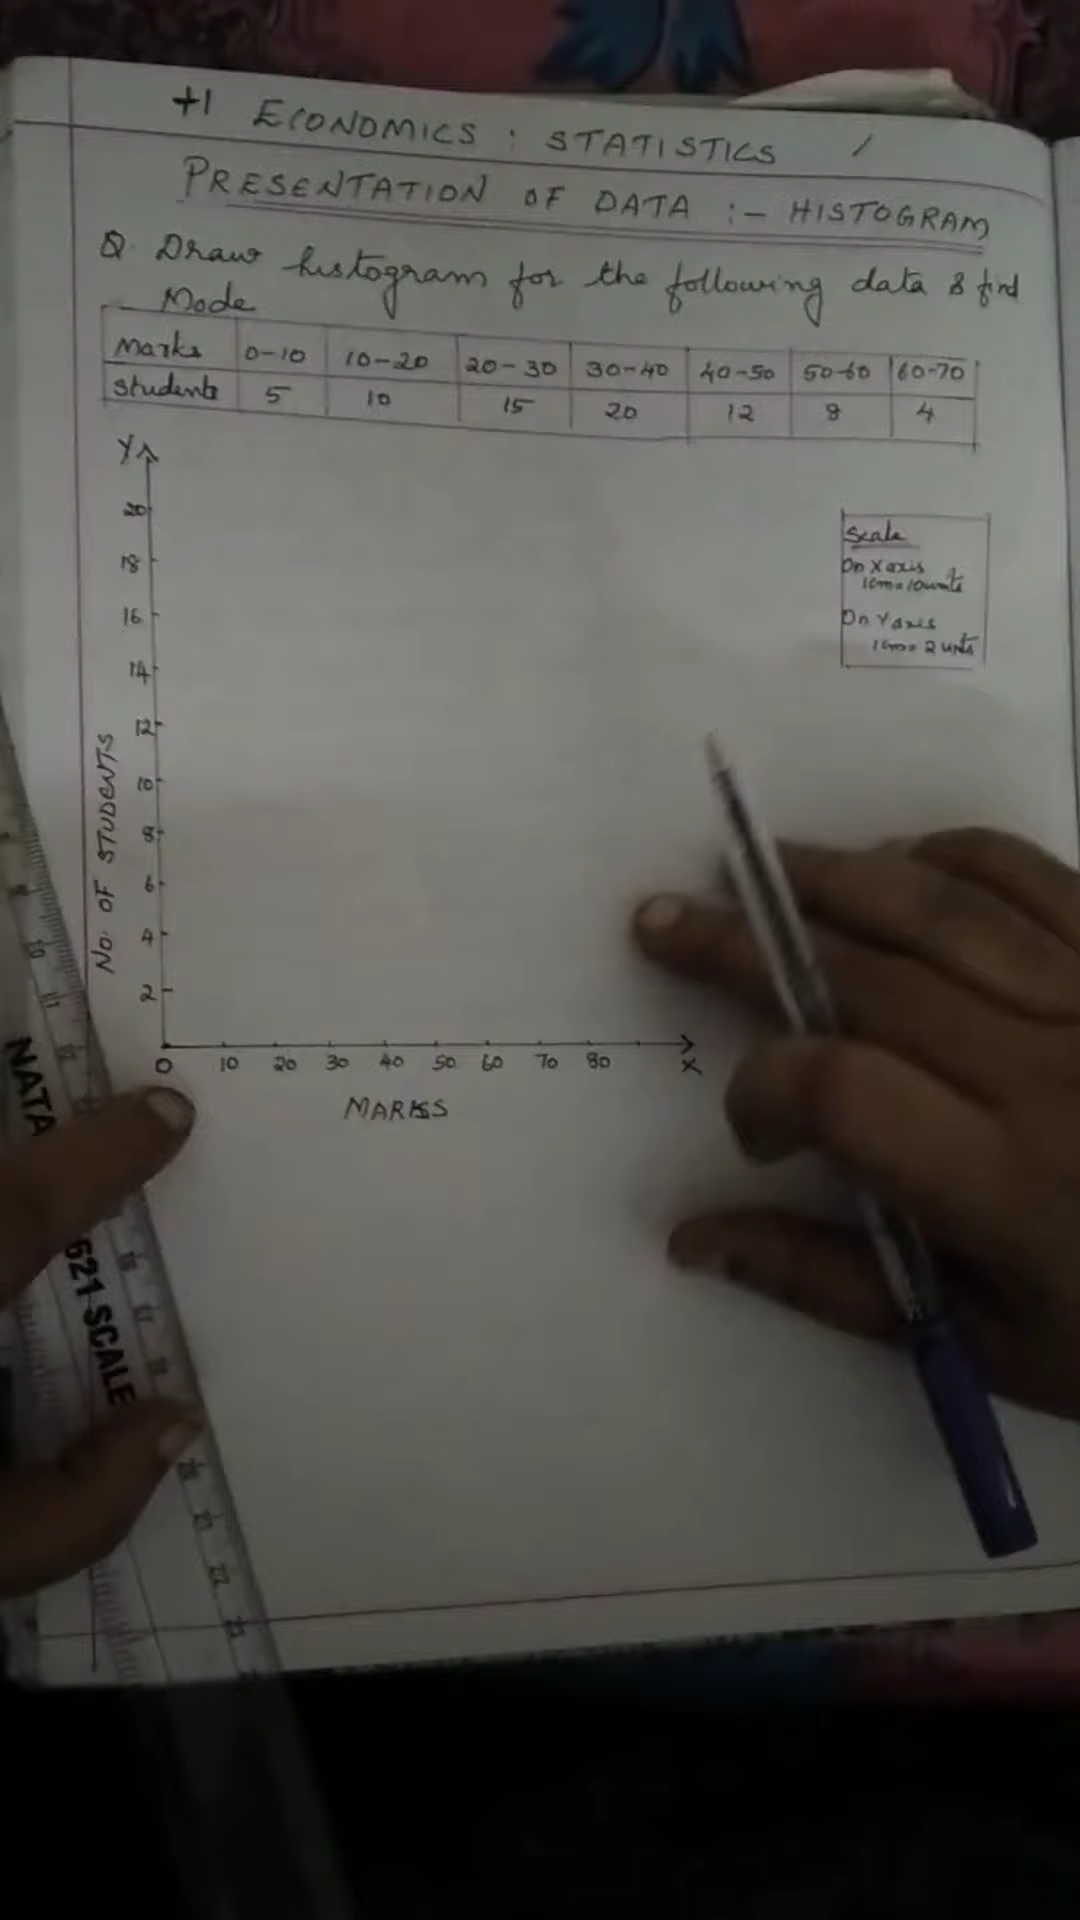 +1 ECONOMICS : STATISTICS /
PRESENTATION OF DATA :- HISTOGRAM
Q. Draw histogram for the following data & find
Mode
Marks 0-10 10-20 20-30 30-40 40-50 50-60 60-70
Students 5 10 15 20 12 8 4
Y
20
18
16
14
12
10
8
6
4
2
NO. OF STUDENTS
Scale
On X axis
1cm = 10 units
On Y axis
1cm = 2 units
0 10 20 30 40 50 60 70 80 X
MARKS
NATA
621 SCALE